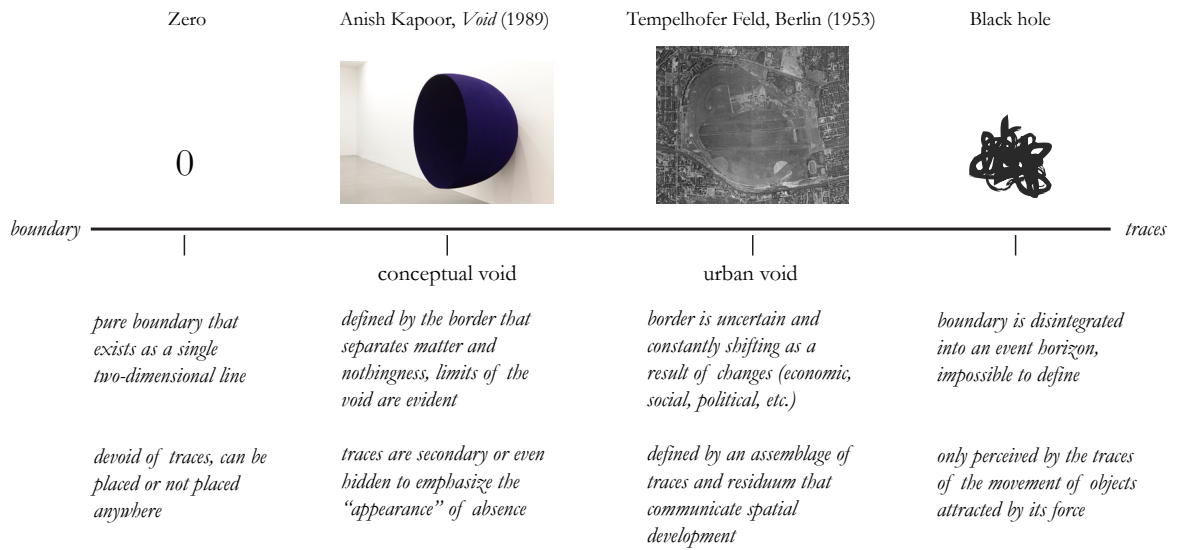 Zero
Anish Kapoor, Void (1989)
Tempelhofer Feld, Berlin (1953)
Black hole
0
boundary
traces
conceptual void
urban void
pure boundary that
exists as a single
two-dimensional line
defined by the border that
separates matter and
nothingness, limits of the
void are evident
border is uncertain and
constantly shifting as a
result of changes (economic,
social, political, etc.)
boundary is disintegrated
into an event horizon,
impossible to define
devoid of traces, can be
placed or not placed
anywhere
traces are secondary or even
hidden to emphasize the
“appearance” of absence
defined by an assemblage of
traces and residuum that
communicate spatial
development
only perceived by the traces
of the movement of objects
attracted by its force